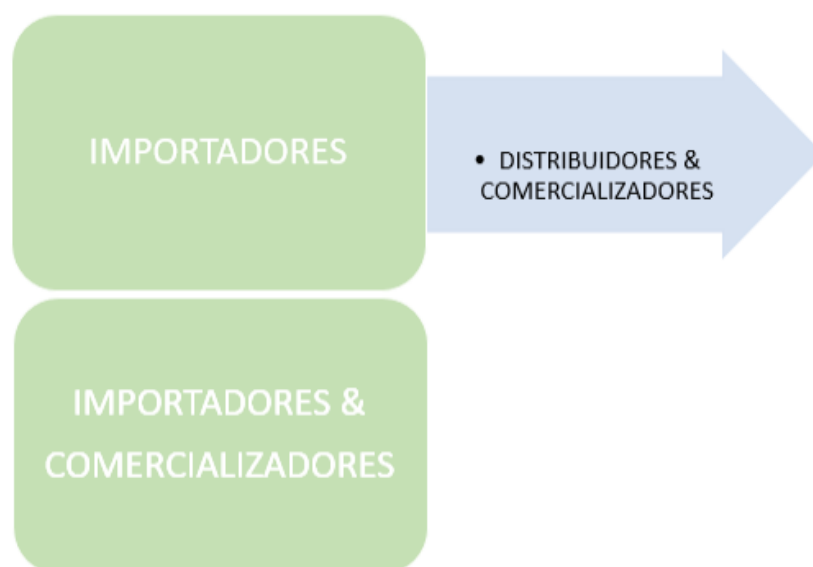 IMPORTADORES
• DISTRIBUIDORES &
COMERCIALIZADORES
IMPORTADORES &
COMERCIALIZADORES